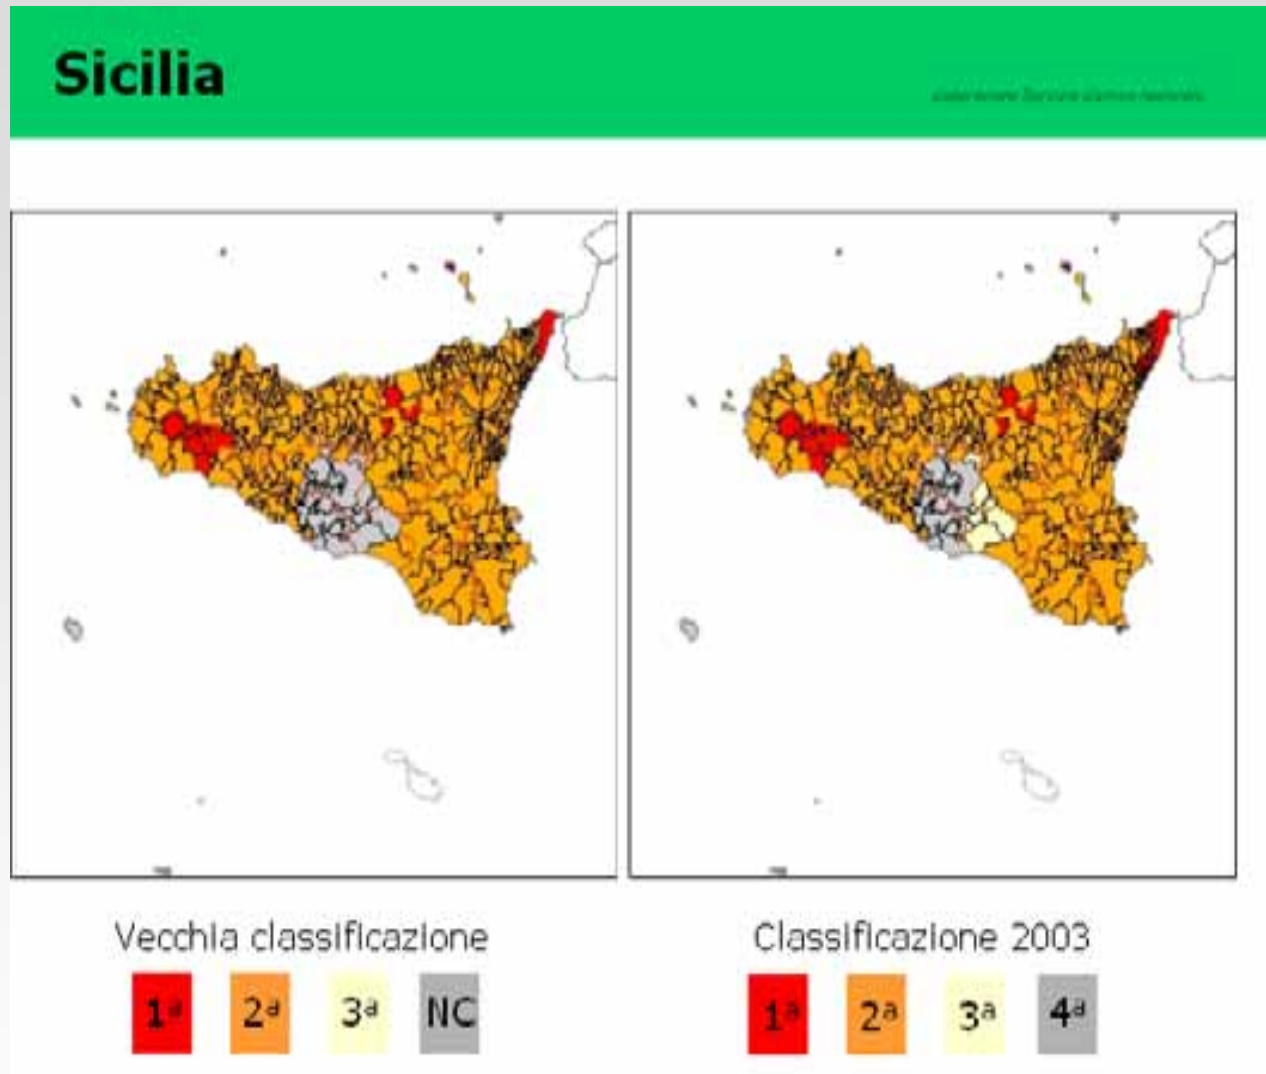 Sicilia
Vecchia classificazione
1ª 2ª 3ª NC
Classificazione 2003
1ª 2ª 3ª 4ª